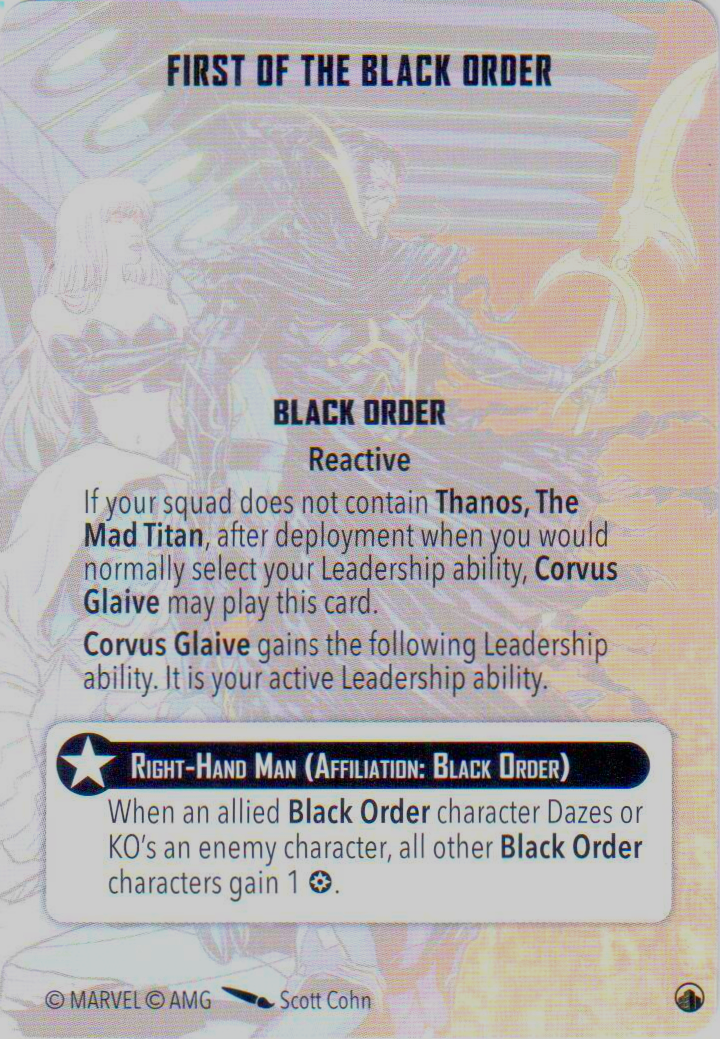 FIRST OF THE BLACK ORDER
BLACK ORDER
Reactive
If your squad does not contain Thanos, The
Mad Titan, after deployment when you would
normally select your Leadership ability, Corvus
Glaive may play this card.
Corvus Glaive gains the following Leadership
ability. It is your active Leadership ability.
RIGHT-HAND MAN (AFFILIATION: BLACK ORDER)
When an allied Black Order character Dazes or
KO's an enemy character, all other Black Order
characters gain 1 .
© MARVEL © AMG Scott Cohn